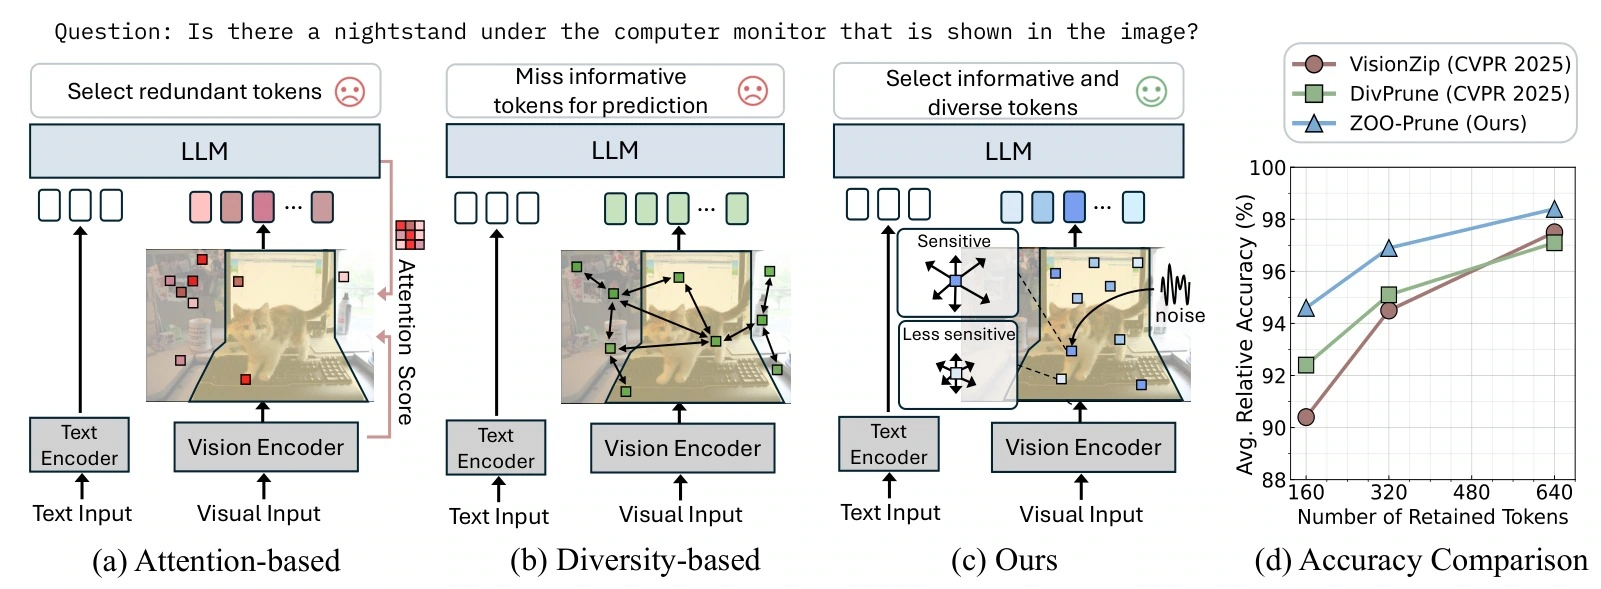 Question: Is there a nightstand under the computer monitor that is shown in the image?
Select redundant tokens
LLM
...
Attention Score
Text
Encoder
Vision Encoder
Text Input
Visual Input
(a) Attention-based
Miss informative
tokens for prediction
LLM
...
Text
Encoder
Vision Encoder
Text Input
Visual Input
(b) Diversity-based
Select informative and
diverse tokens
LLM
...
Sensitive
Less sensitive
noise
Text
Encoder
Vision Encoder
Text Input
Visual Input
(c) Ours
VisionZip (CVPR 2025)
DivPrune (CVPR 2025)
ZOO-Prune (Ours)
Avg. Relative Accuracy (%)
100
98
96
94
92
90
88
160 320 480 640
Number of Retained Tokens
(d) Accuracy Comparison